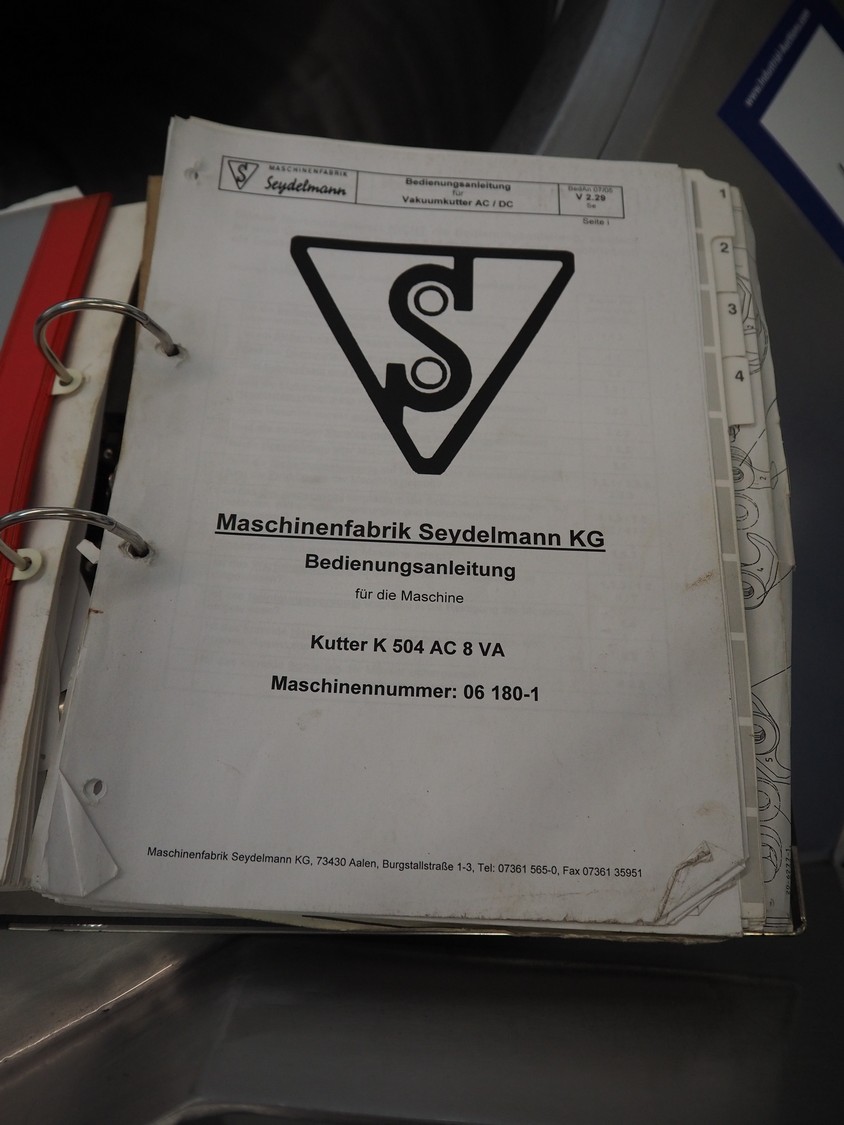 MASCHINENFABRIK
Seydelmann
Bedienungsanleitung
für
Vakuumkutter AC / DC
V 2.29
Seite i
1
2
3
4
S
Maschinenfabrik Seydelmann KG
Bedienungsanleitung
für die Maschine
Kutter K 504 AC 8 VA
Maschinennummer: 06 180-1
Maschinenfabrik Seydelmann KG, 73430 Aalen, Burgstallstraße 1-3, Tel: 07361 565-0, Fax 07361 35951